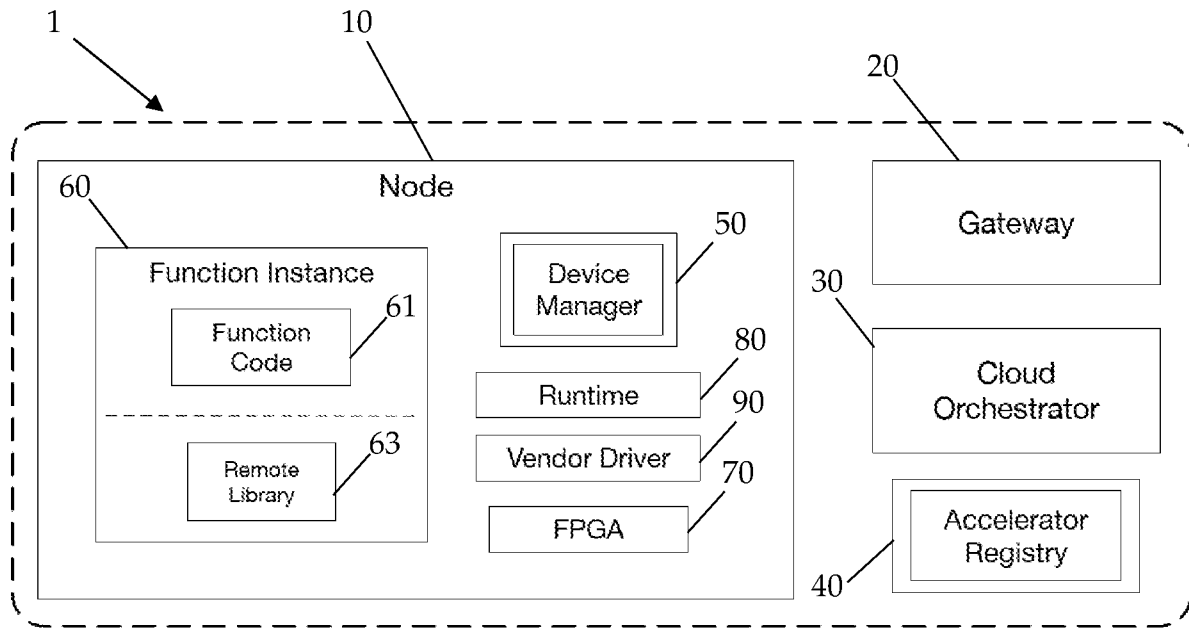 1
10
20
Node
60
50
Gateway
Function Instance
Device
Manager
30
61
Function
Code
80
Runtime
Cloud
Orchestrator
90
63
Vendor Driver
Remote
Library
70
FPGA
Accelerator
Registry
40